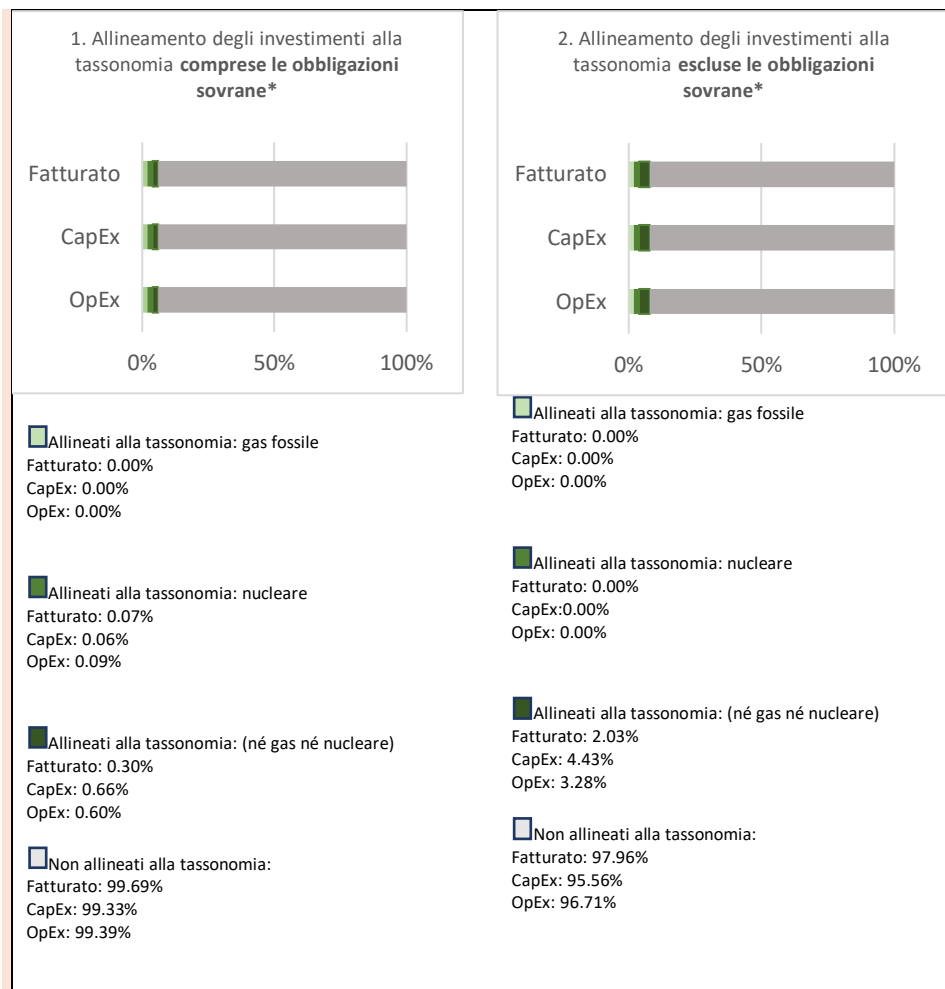 1. Allineamento degli investimenti alla
tassonomia comprese le obbligazioni
sovrane*
Fatturato
CapEx
OpEx
0%
50%
100%
Allineati alla tassonomia: gas fossile
Fatturato: 0.00%
CapEx: 0.00%
OpEx: 0.00%
Allineati alla tassonomia: nucleare
Fatturato: 0.07%
CapEx: 0.06%
OpEx: 0.09%
Allineati alla tassonomia: (né gas né nucleare)
Fatturato: 0.30%
CapEx: 0.66%
OpEx: 0.60%
Non allineati alla tassonomia:
Fatturato: 99.69%
CapEx: 99.33%
OpEx: 99.39%
2. Allineamento degli investimenti alla
tassonomia escluse le obbligazioni
sovrane*
Fatturato
CapEx
OpEx
0%
50%
100%
Allineati alla tassonomia: gas fossile
Fatturato: 0.00%
CapEx: 0.00%
OpEx: 0.00%
Allineati alla tassonomia: nucleare
Fatturato: 0.00%
CapEx:0.00%
OpEx: 0.00%
Allineati alla tassonomia: (né gas né nucleare)
Fatturato: 2.03%
CapEx: 4.43%
OpEx: 3.28%
Non allineati alla tassonomia:
Fatturato: 97.96%
CapEx: 95.56%
OpEx: 96.71%